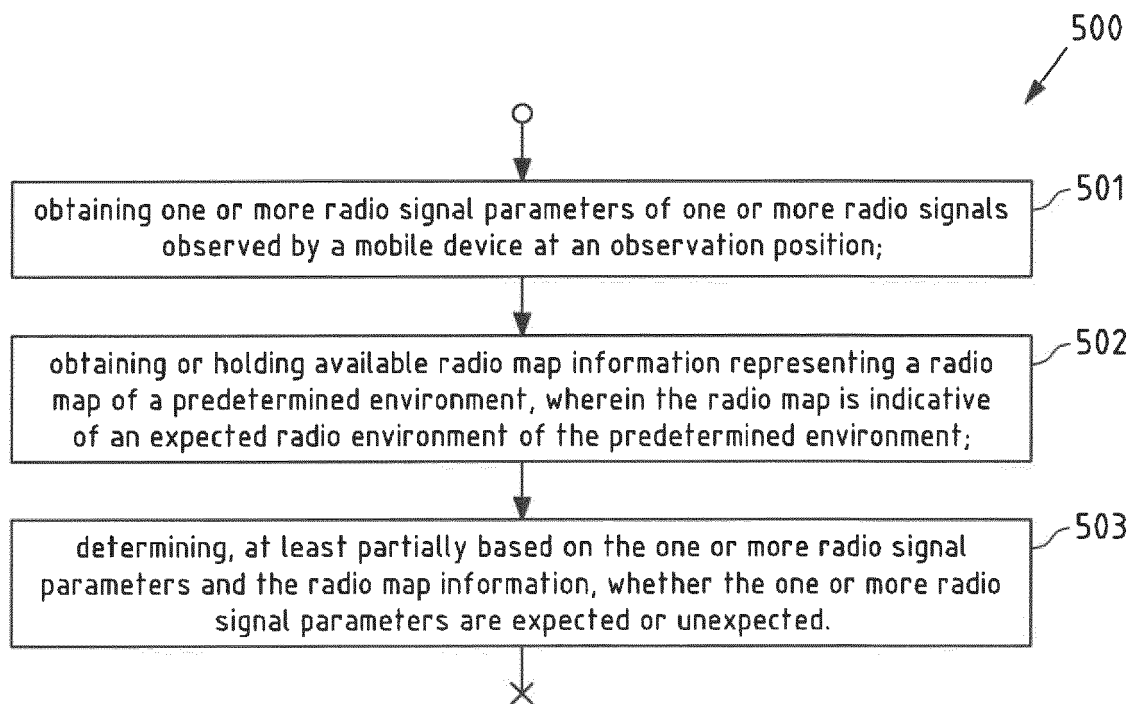 500
obtaining one or more radio signal parameters of one or more radio signals
observed by a mobile device at an observation position;
501
obtaining or holding available radio map information representing a radio
map of a predetermined environment, wherein the radio map is indicative
of an expected radio environment of the predetermined environment;
502
determining, at least partially based on the one or more radio signal
parameters and the radio map information, whether the one or more radio
signal parameters are expected or unexpected.
503